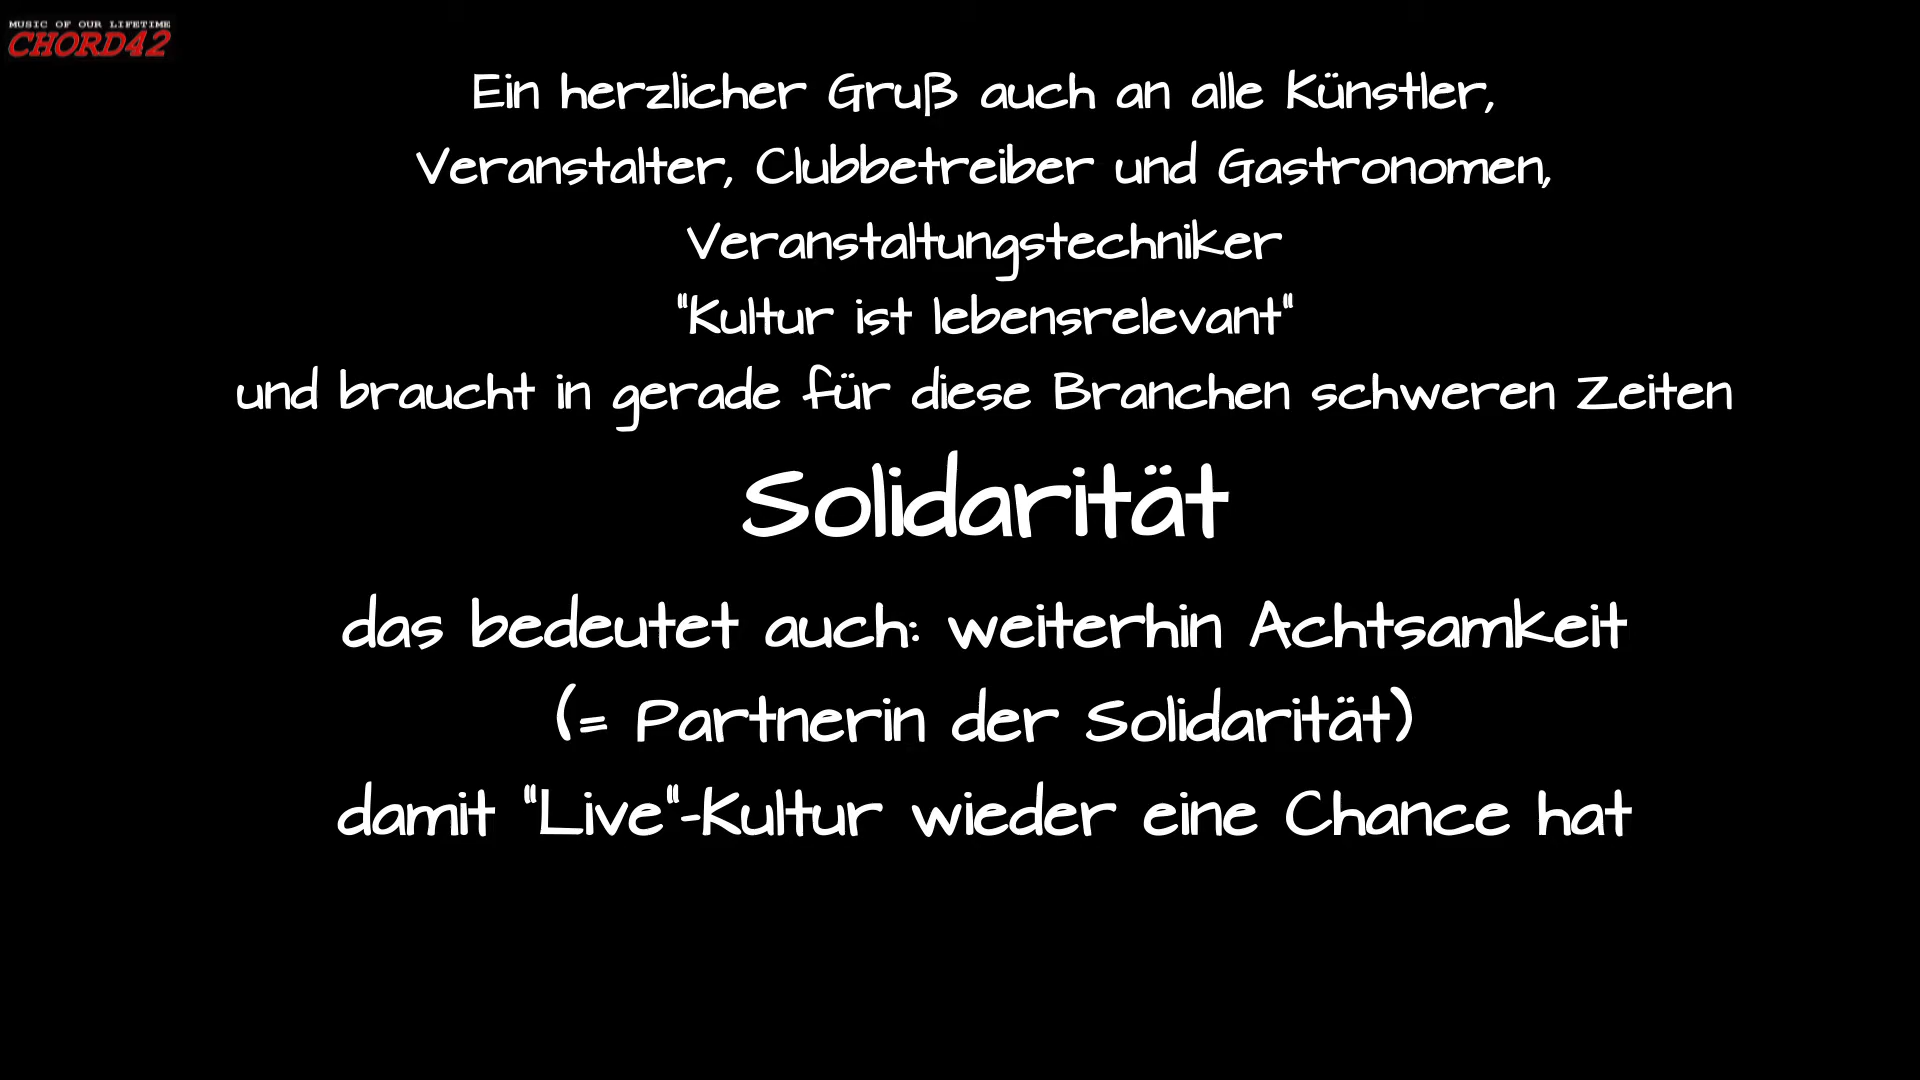 MUSIC OF OUR LIFETIME
CHORD42
Ein herzlicher Gruß auch an alle Künstler,
Veranstalter, Clubbetreiber und Gastronomen,
Veranstaltungstechniker
"Kultur ist lebensrelevant"
und braucht in gerade für diese Branchen schweren Zeiten
Solidarität
das bedeutet auch: weiterhin Achtsamkeit
(= Partnerin der Solidarität)
damit "Live"-Kultur wieder eine Chance hat